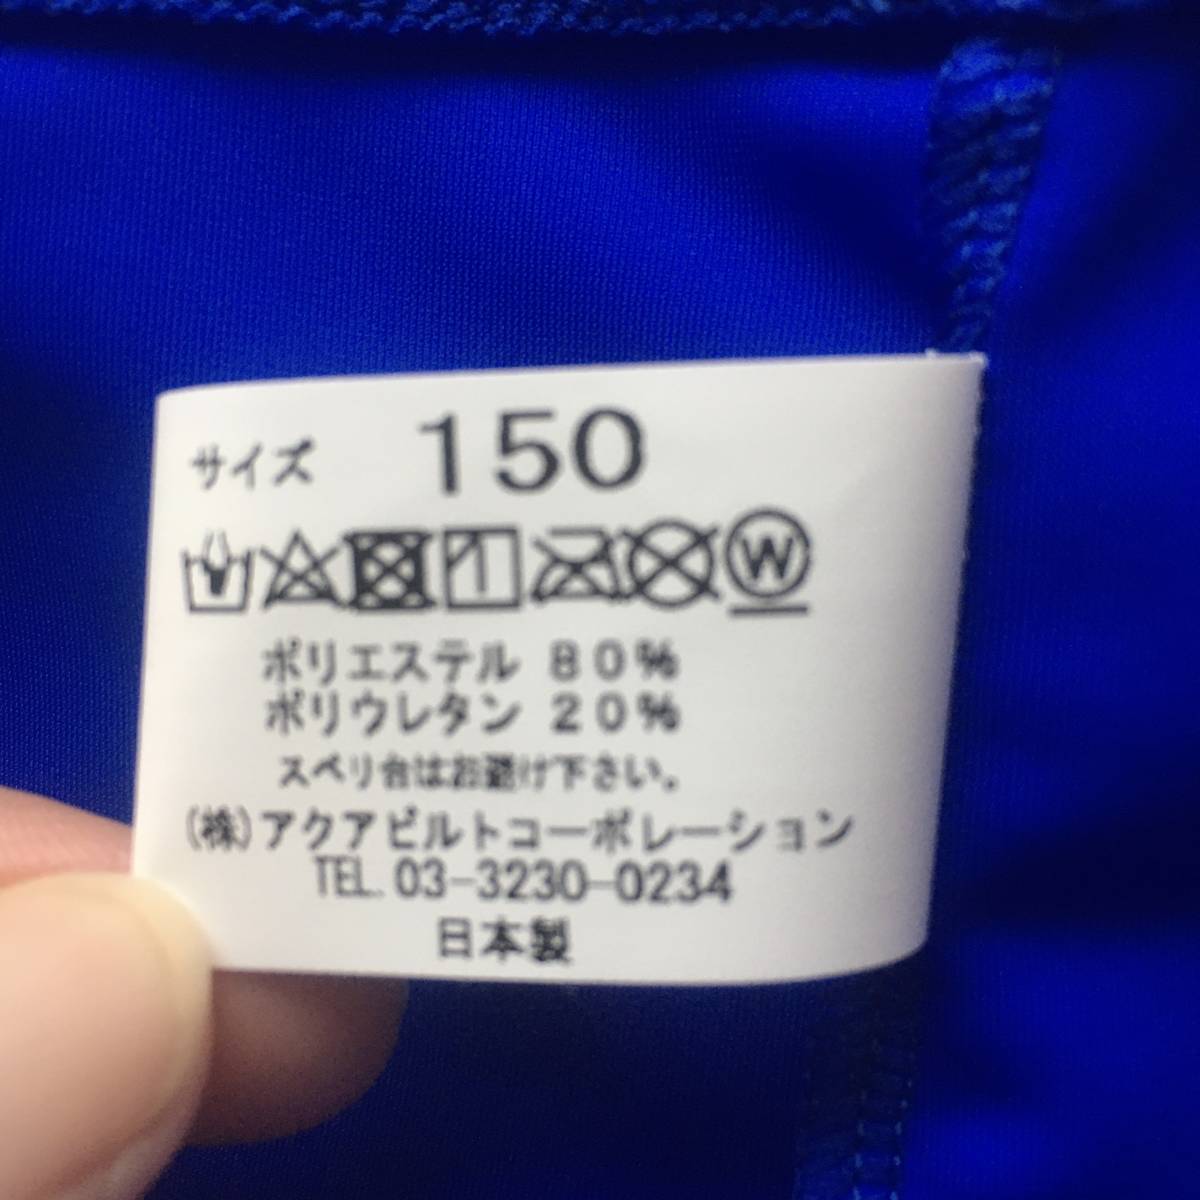 サイズ 150
W
ポリエステル 80%
ポリウレタン 20%
スベリ台はお避け下さい。
(株)アクアビルトコーポレーション
TEL. 03-3230-0234
日本製